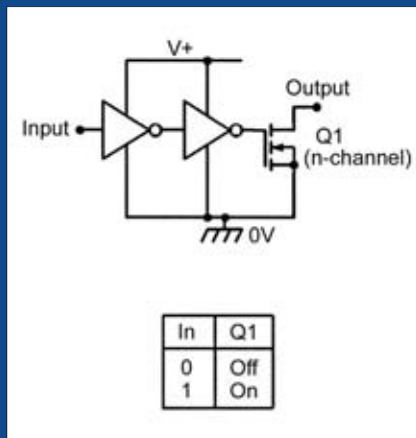 V+
Output
Input
Q1
(n-channel)
0V
In Q1
0 Off
1 On